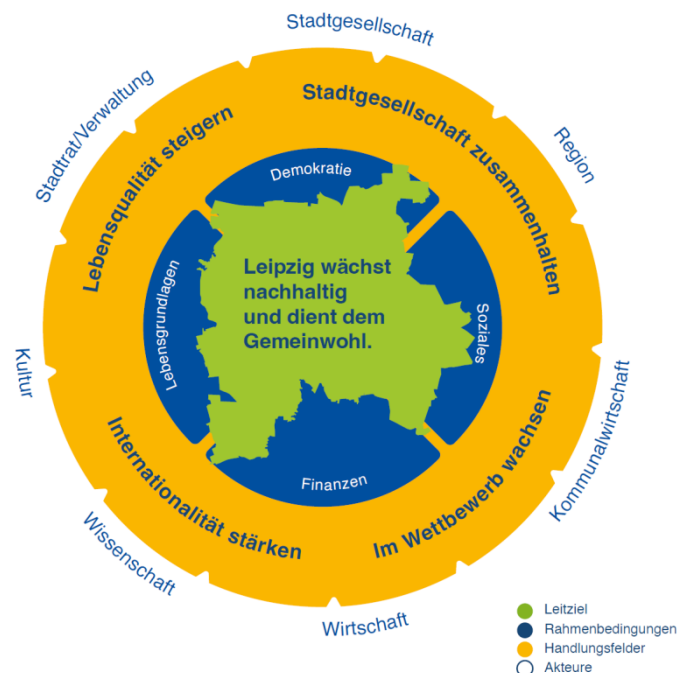 Stadtgesellschaft
Stadtrat/Verwaltung
Region
Kultur
Kommunalwirtschaft
Wissenschaft
Wirtschaft
Lebensqualität steigern
Stadtgesellschaft zusammenhalten
Internationalität stärken
Im Wettbewerb wachsen
Demokratie
Lebensgrundlagen
Soziales
Finanzen
Leipzig wächst
nachhaltig
und dient dem
Gemeinwohl.
Leitziel
Rahmenbedingungen
Handlungsfelder
Akteure